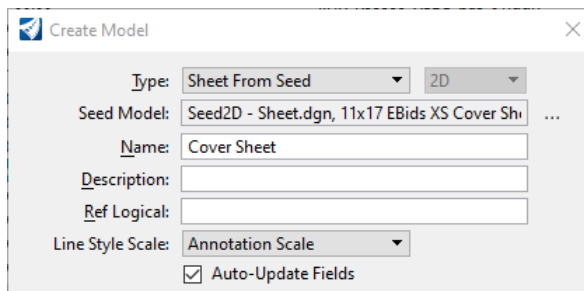 Create Model
Type: Sheet From Seed 2D
Seed Model: Seed2D - Sheet.dgn, 11x17 EBids XS Cover ...
Name: Cover Sheet
Description:
Ref Logical:
Line Style Scale: Annotation Scale
Auto-Update Fields